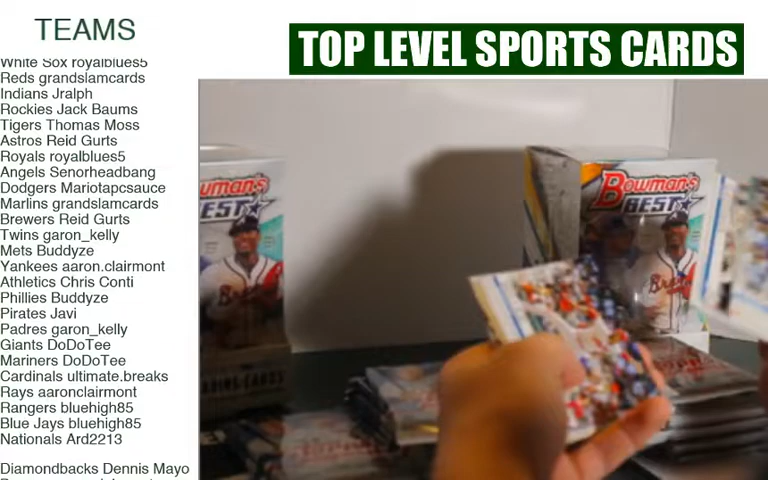 TEAMS
TOP LEVEL SPORTS CARDS
White Sox royalblues5
Reds grandslamcards
Indians Jralph
Rockies Jack Baums
Tigers Thomas Moss
Astros Reid Gurts
Royals royalblues5
Angels Senorheadbang
Dodgers Mariotapcsauce
Marlins grandslamcards
Brewers Reid Gurts
Twins garon_kelly
Mets Buddyze
Yankees aaron.clairmont
Athletics Chris Conti
Phillies Buddyze
Pirates Javi
Padres garon_kelly
Giants DoDoTee
Mariners DoDoTee
Cardinals ultimate.breaks
Rays aaronclairmont
Rangers bluehigh85
Blue Jays bluehigh85
Nationals Ard2213
Diamondbacks Dennis Mayo
Bowman's
BEST
Bowman's
BEST
Braves